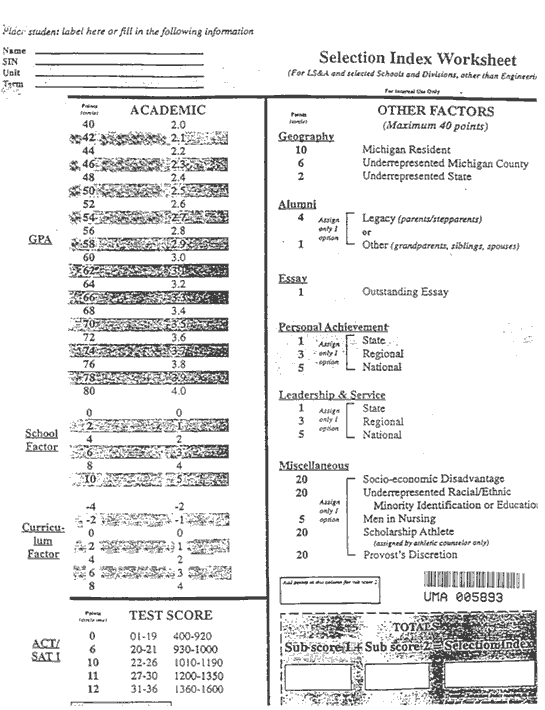 Place student label here or fill in the following information
Name
SIN
Unit
Term
Selection Index Worksheet
(For LS&A and selected Schools and Divisions, other than Engineeri
For Internal Use Only
Points
(circle one)
ACADEMIC
GPA
40 2.0
42 2.1
44 2.2
46 2.3
48 2.4
50 2.5
52 2.6
54 2.7
56 2.8
58 2.9
60 3.0
62 3.1
64 3.2
66 3.3
68 3.4
70 3.5
72 3.6
74 3.7
76 3.8
78 3.9
80 4.0
School
Factor
0 0
2 1
4 2
6 3
8 4
10 5
Curricu-
lum
Factor
-4 -2
-2 -1
0 0
2 1
4 2
6 3
8 4
Points
(circle one)
TEST SCORE
ACT/
SAT I
0 01-19 400-920
6 20-21 930-1000
10 22-26 1010-1190
11 27-30 1200-1350
12 31-36 1360-1600
Points
OTHER FACTORS
(Maximum 40 points)
Geography
10 Michigan Resident
6 Underrepresented Michigan County
2 Underrepresented State
Alumni
Assign
only 1
option
4 Legacy (parents/stepparents)
or
1 Other (grandparents, siblings, spouses)
Essay
1 Outstanding Essay
Personal Achievement
Assign
only 1
option
1 State
3 Regional
5 National
Leadership & Service
Assign
only 1
option
1 State
3 Regional
5 National
Miscellaneous
Assign
only 1
option
20 Socio-economic Disadvantage
20 Underrepresented Racial/Ethnic
Minority Identification or Education
5 Men in Nursing
20 Scholarship Athlete
(assigned by athletic counselor only)
20 Provost's Discretion
Add points in this column for sub score 2
UMA 005893
TOTAL
Sub score 1 + Sub score 2 = Selection Index